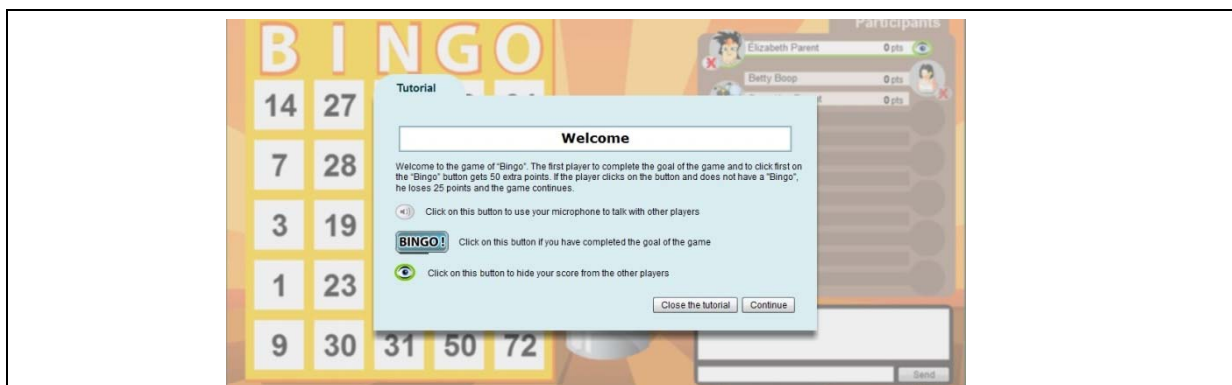 B I N G O
Participants
Élizabeth Parent 0 pts
Betty Boop 0 pts
0 pts
14 27
7 28
3 19
1 23
9 30 31 50 72
Tutorial
Welcome
Welcome to the game of "Bingo". The first player to complete the goal of the game and to click first on
the "Bingo" button gets 50 extra points. If the player clicks on the button and does not have a "Bingo",
he loses 25 points and the game continues.
Click on this button to use your microphone to talk with other players
BINGO! Click on this button if you have completed the goal of the game
Click on this button to hide your score from the other players
Close the tutorial Continue
Send